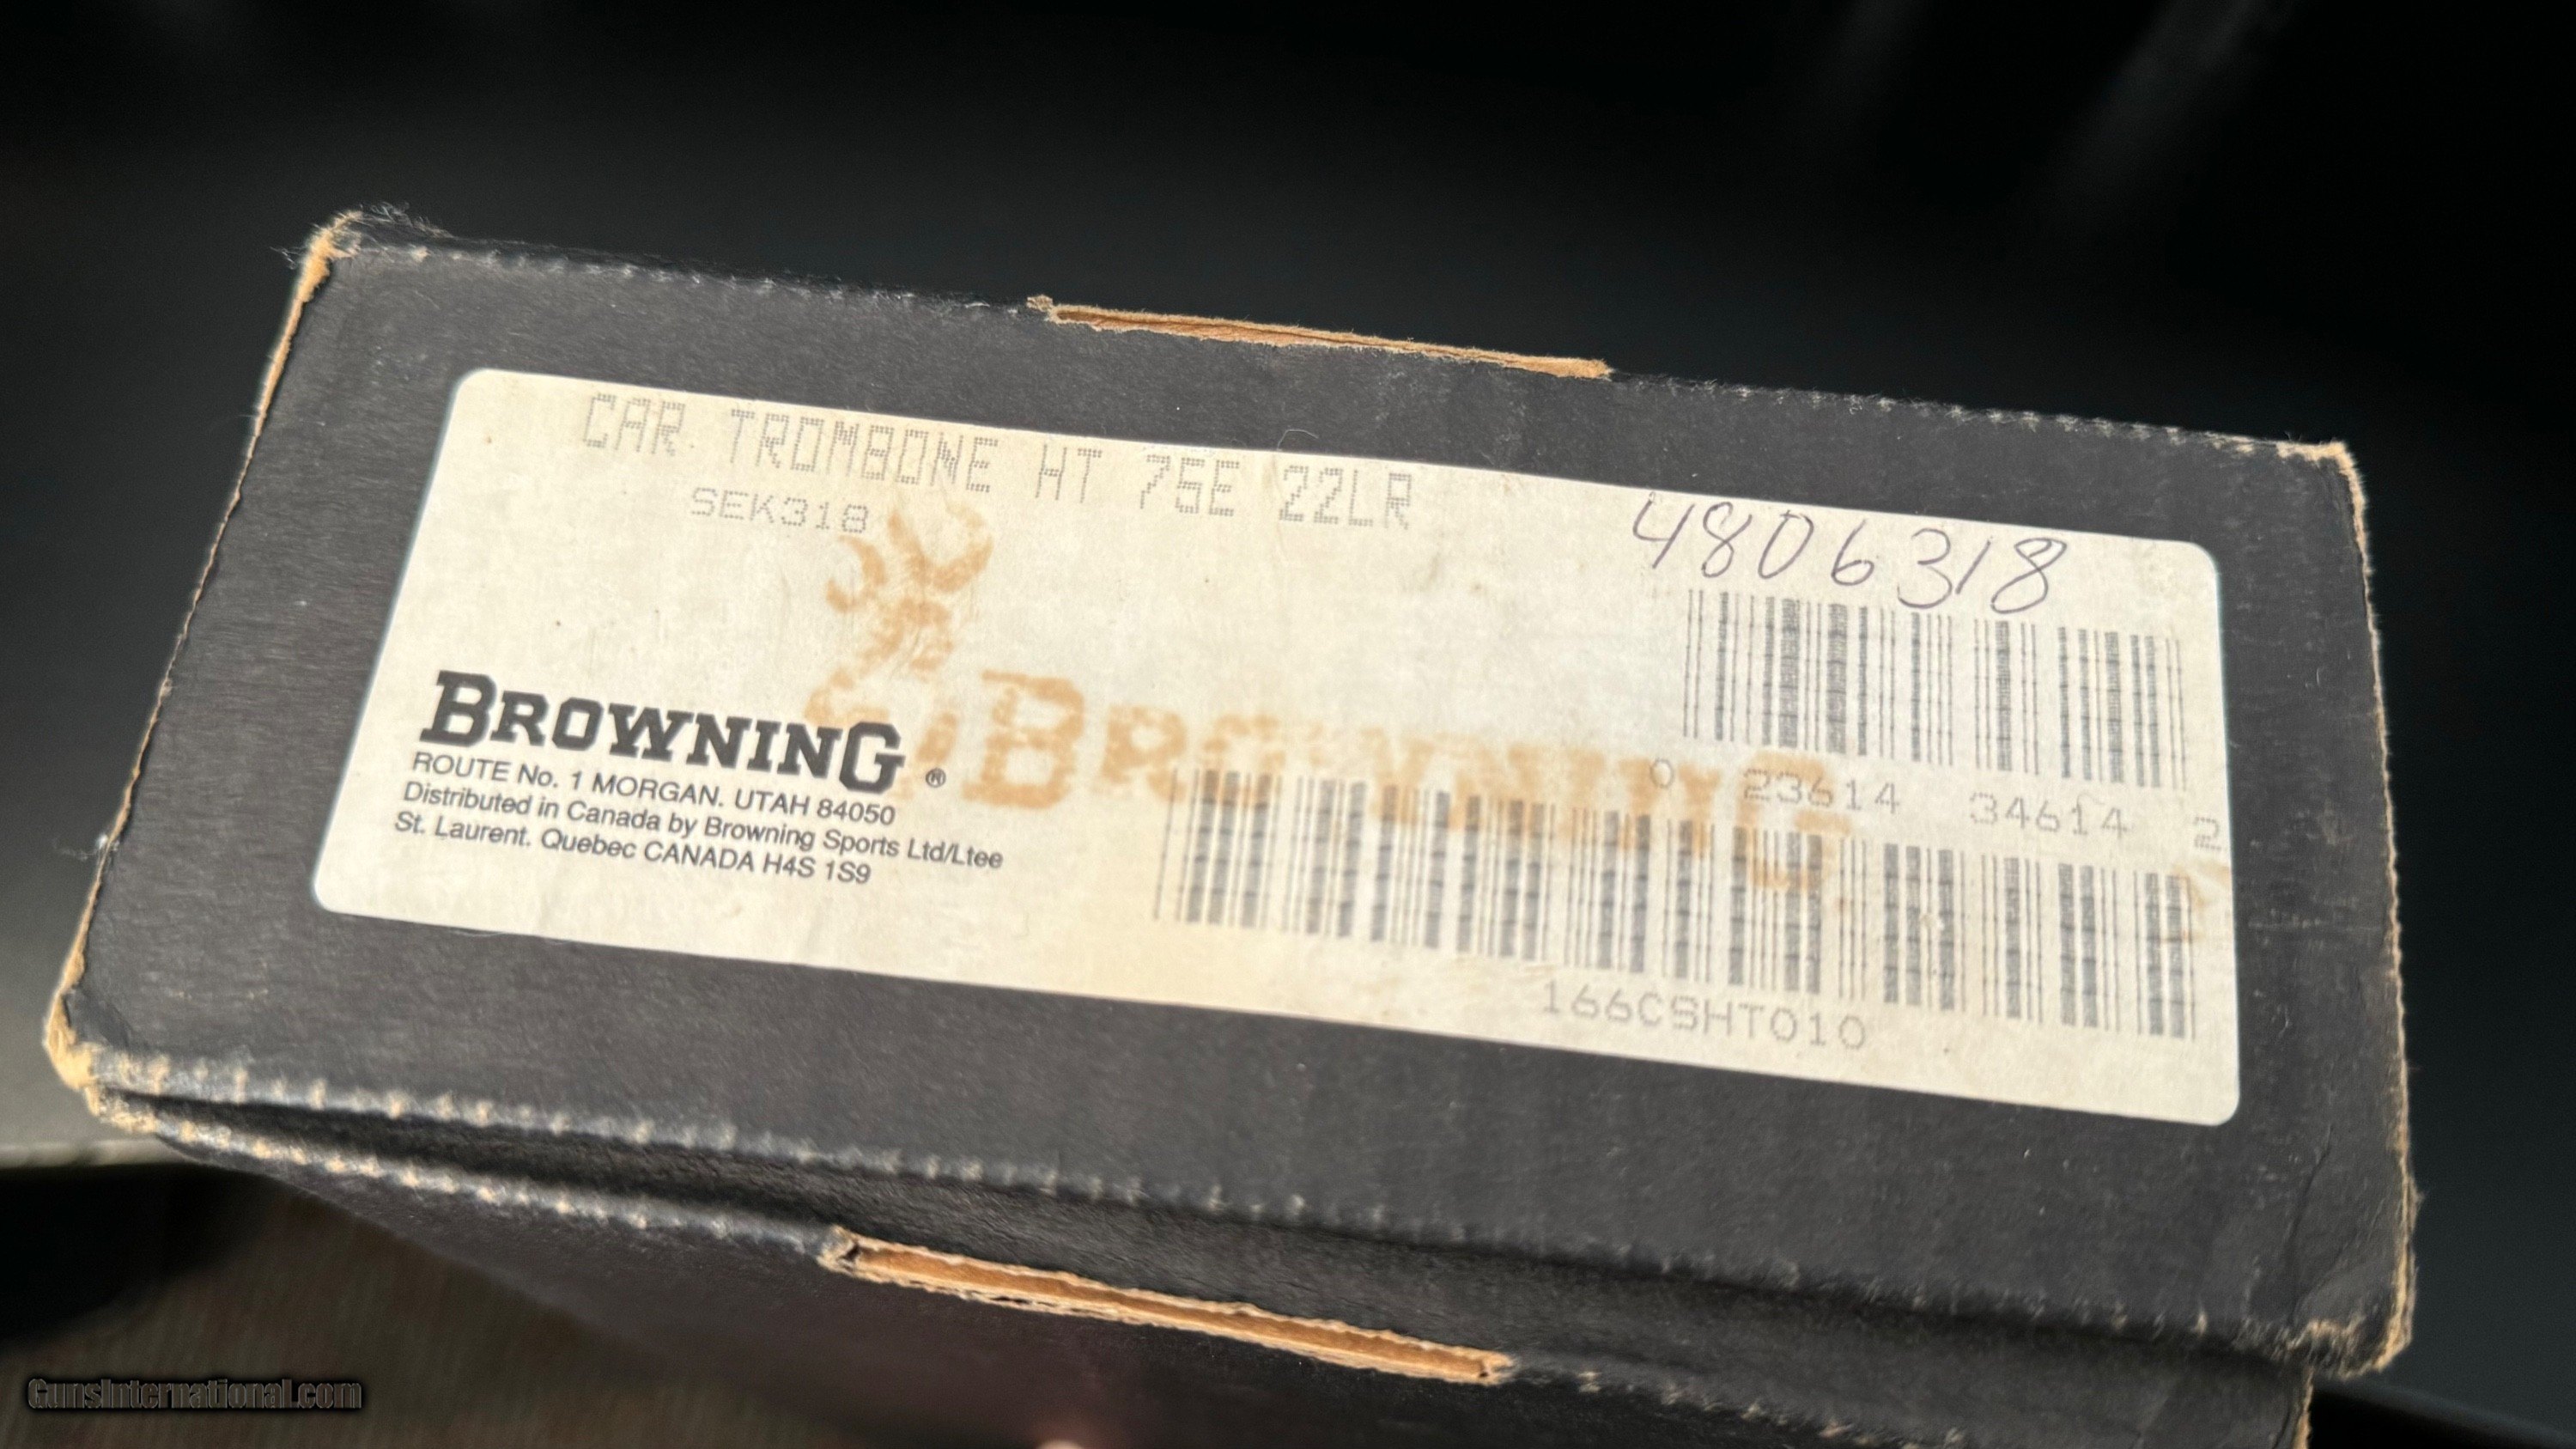 CAR TROMBONE HT 75E 22LR
SEK318
4806318
BROWNING
BROWNING ®
ROUTE No. 1 MORGAN. UTAH 84050
Distributed in Canada by Browning Sports Ltd/Ltee
St. Laurent. Quebec CANADA H4S 1S9
0 23614 34614 2
166CSHT010
GunsInternational.com